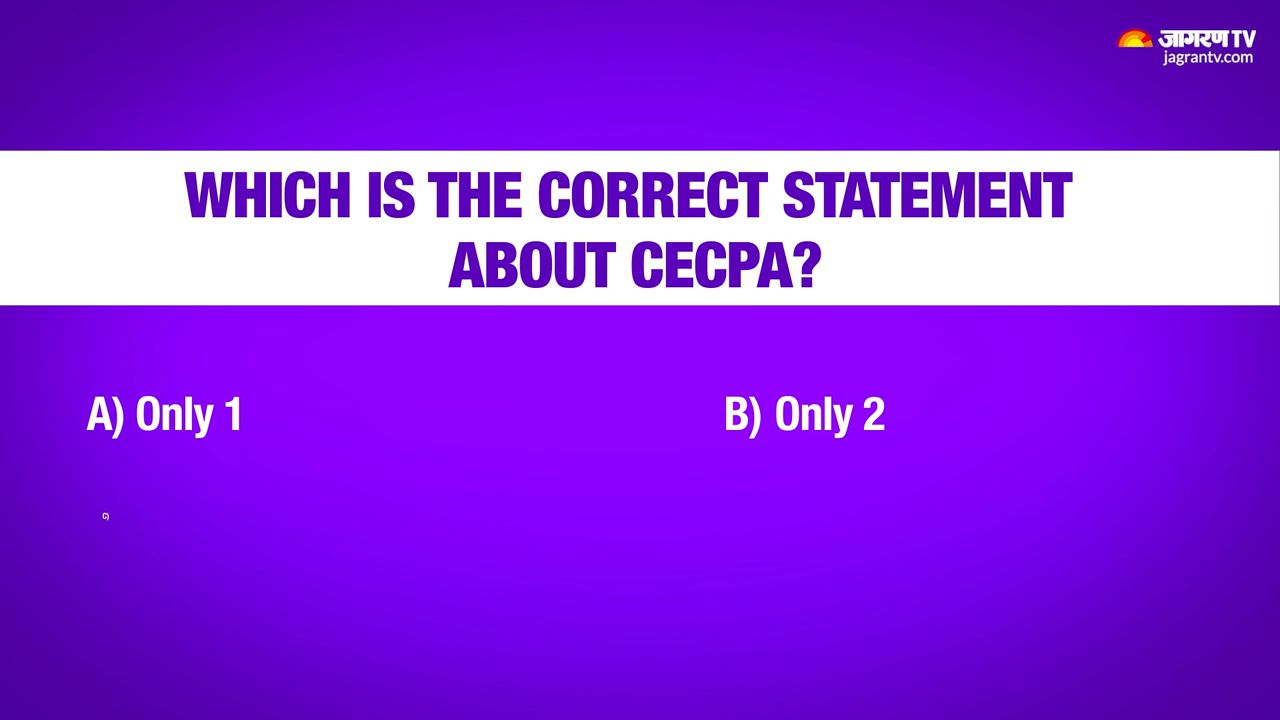 जागरण TV
jagrantv.com
WHICH IS THE CORRECT STATEMENT
ABOUT CECPA?
A) Only 1
B) Only 2
C)